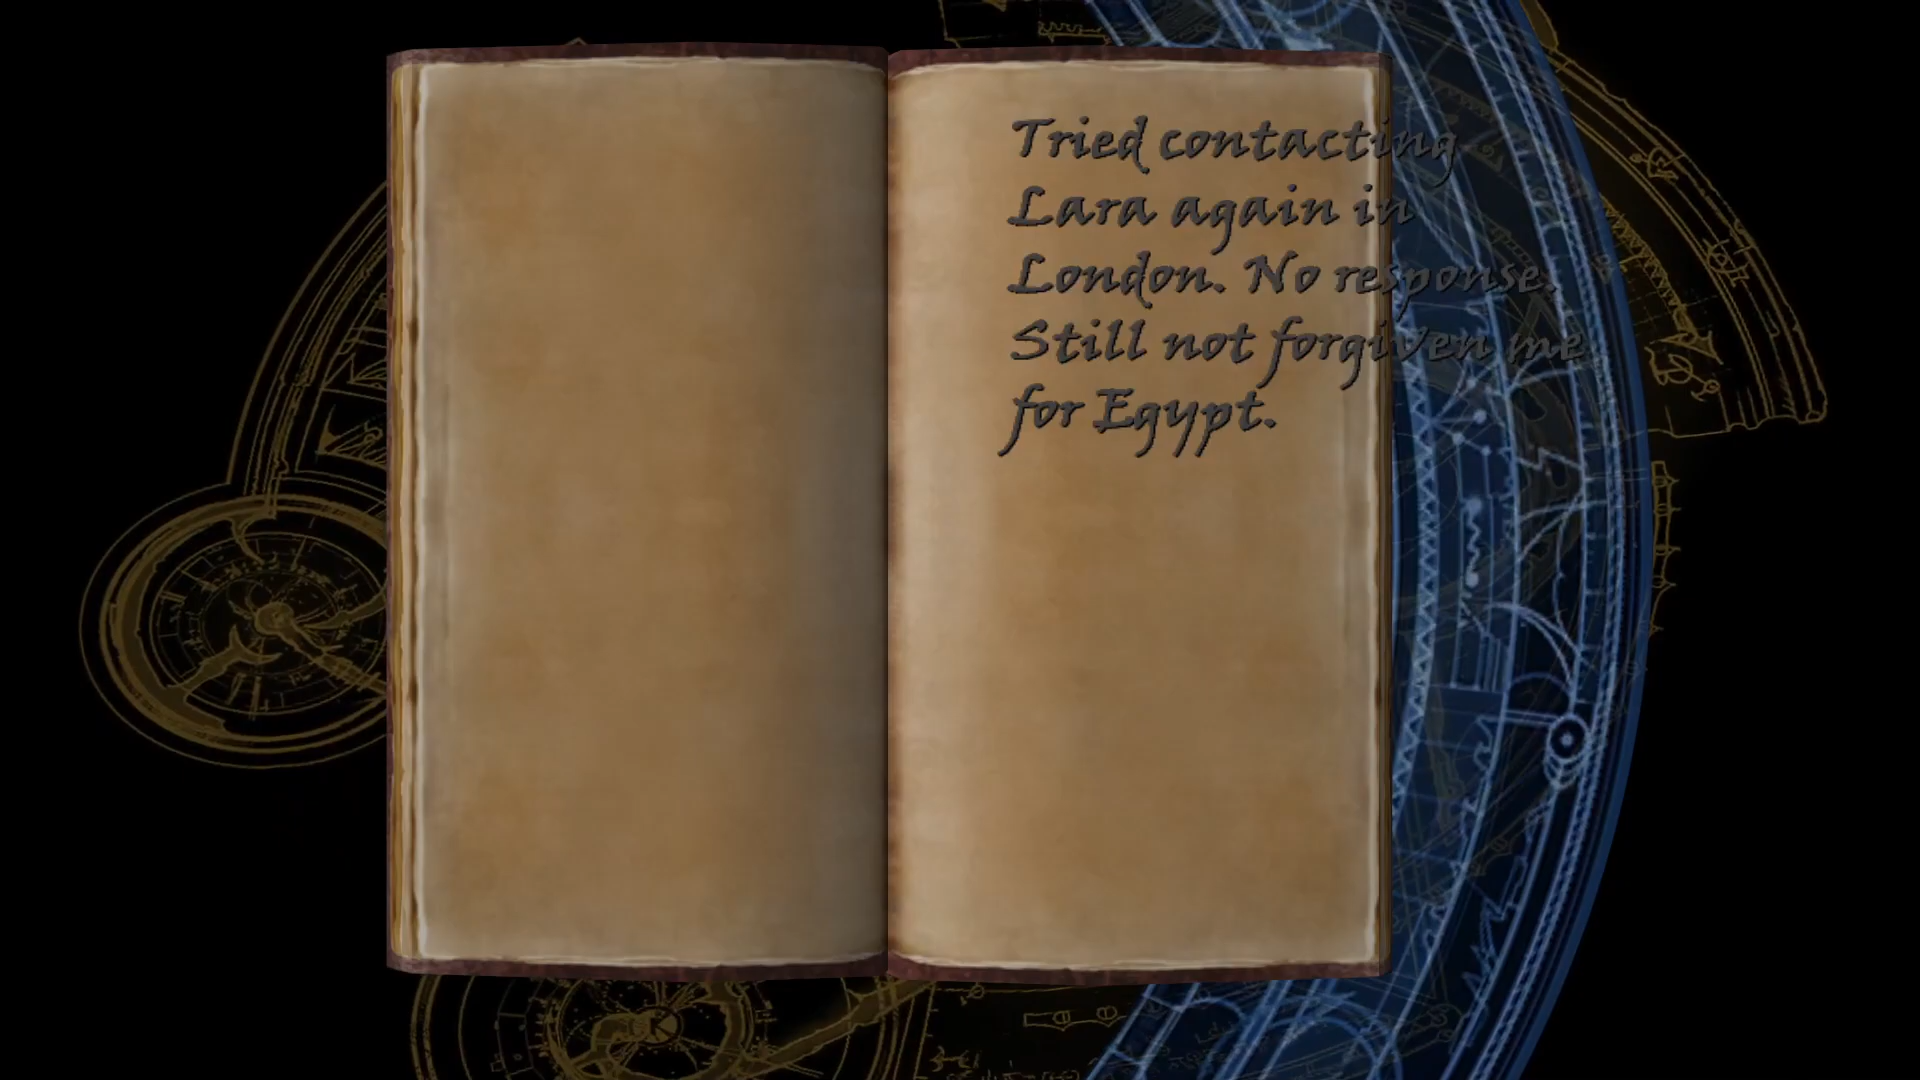 Tried contacting
Lara again in
London. No response.
Still not forgiven me
for Egypt.